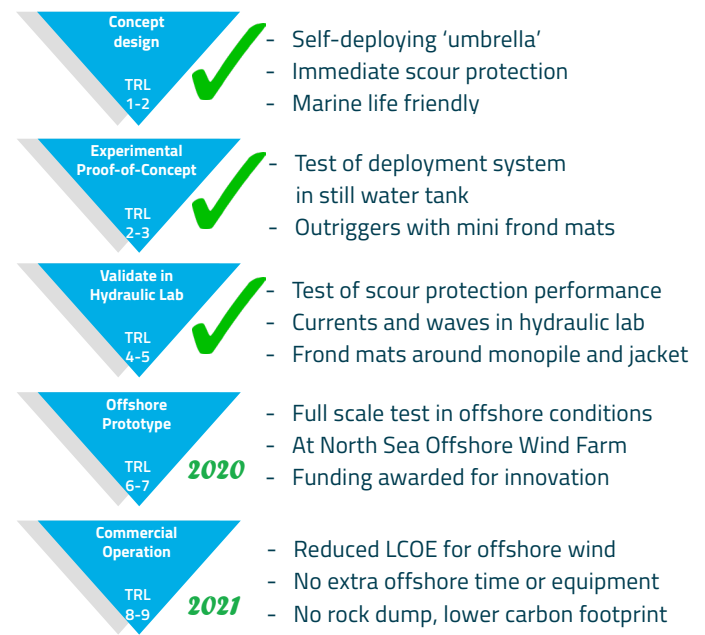 Concept
design
TRL
1-2
- Self-deploying ‘umbrella’
- Immediate scour protection
- Marine life friendly
Experimental
Proof-of-Concept
TRL
2-3
- Test of deployment system
in still water tank
- Outriggers with mini frond mats
Validate in
Hydraulic Lab
TRL
4-5
- Test of scour protection performance
- Currents and waves in hydraulic lab
- Frond mats around monopile and jacket
Offshore
Prototype
TRL
6-7
2020
- Full scale test in offshore conditions
- At North Sea Offshore Wind Farm
- Funding awarded for innovation
Commercial
Operation
TRL
8-9
2021
- Reduced LCOE for offshore wind
- No extra offshore time or equipment
- No rock dump, lower carbon footprint